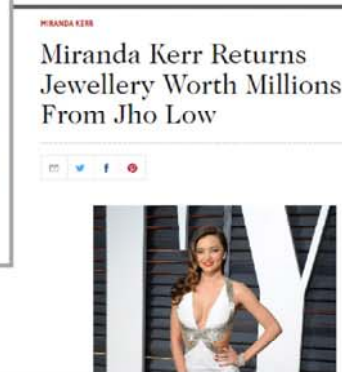 MIRANDA KERR
Miranda Kerr Returns
Jewellery Worth Millions
From Jho Low